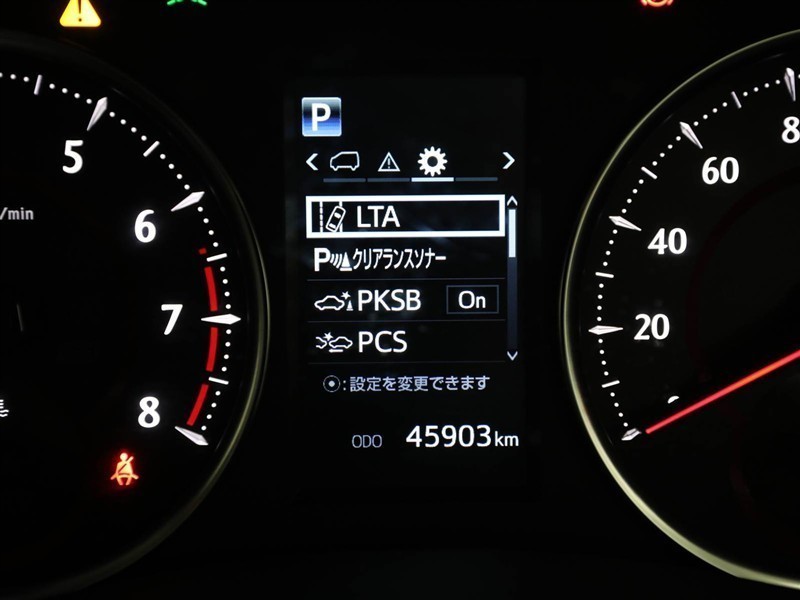 P
LTA
Pクリアランスソナー
PKSB On
PCS
:設定を変更できます
ODO 45903km
5
6
7
8
/min
20
40
60
8